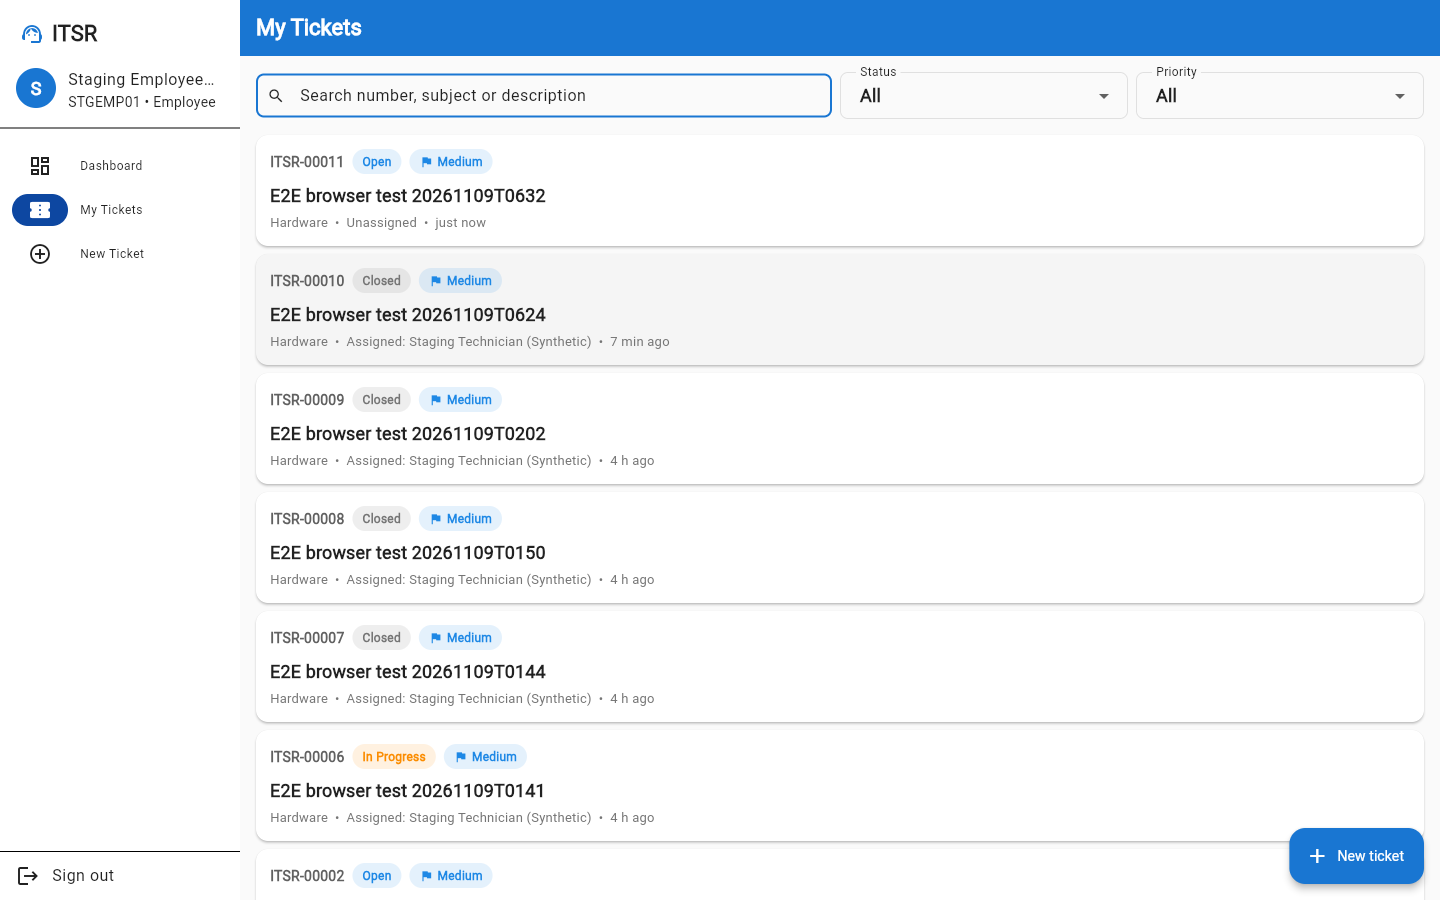 ITSR
S
Staging Employee…
STGEMP01 • Employee
Dashboard
My Tickets
New Ticket
Sign out
My Tickets
Search number, subject or description
Status
All
Priority
All
ITSR-00011 Open Medium
E2E browser test 20261109T0632
Hardware • Unassigned • just now
ITSR-00010 Closed Medium
E2E browser test 20261109T0624
Hardware • Assigned: Staging Technician (Synthetic) • 7 min ago
ITSR-00009 Closed Medium
E2E browser test 20261109T0202
Hardware • Assigned: Staging Technician (Synthetic) • 4 h ago
ITSR-00008 Closed Medium
E2E browser test 20261109T0150
Hardware • Assigned: Staging Technician (Synthetic) • 4 h ago
ITSR-00007 Closed Medium
E2E browser test 20261109T0144
Hardware • Assigned: Staging Technician (Synthetic) • 4 h ago
ITSR-00006 In Progress Medium
E2E browser test 20261109T0141
Hardware • Assigned: Staging Technician (Synthetic) • 4 h ago
ITSR-00002 Open Medium
New ticket